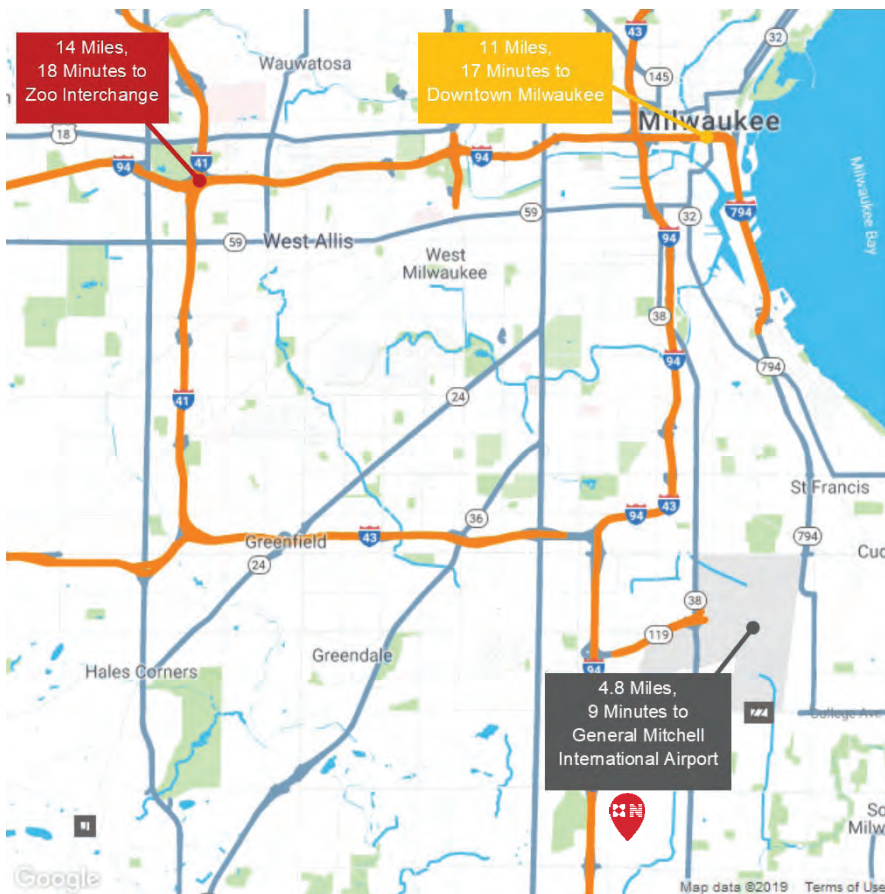 43
32
14 Miles,
18 Minutes to
Zoo Interchange
11 Miles,
17 Minutes to
Downtown Milwaukee
Wauwatosa
145
Milwaukee
18
94
41
94
Milwaukee Bay
59
32
794
59
West Allis
94
West
Milwaukee
38
94
794
41
24
St Francis
36
94
43
794
Greenfield
43
24
38
119
Greendale
Hales Corners
94
4.8 Miles,
9 Minutes to
General Mitchell
International Airport
College Ave
N
Google
Map data ©2019
Terms of Use